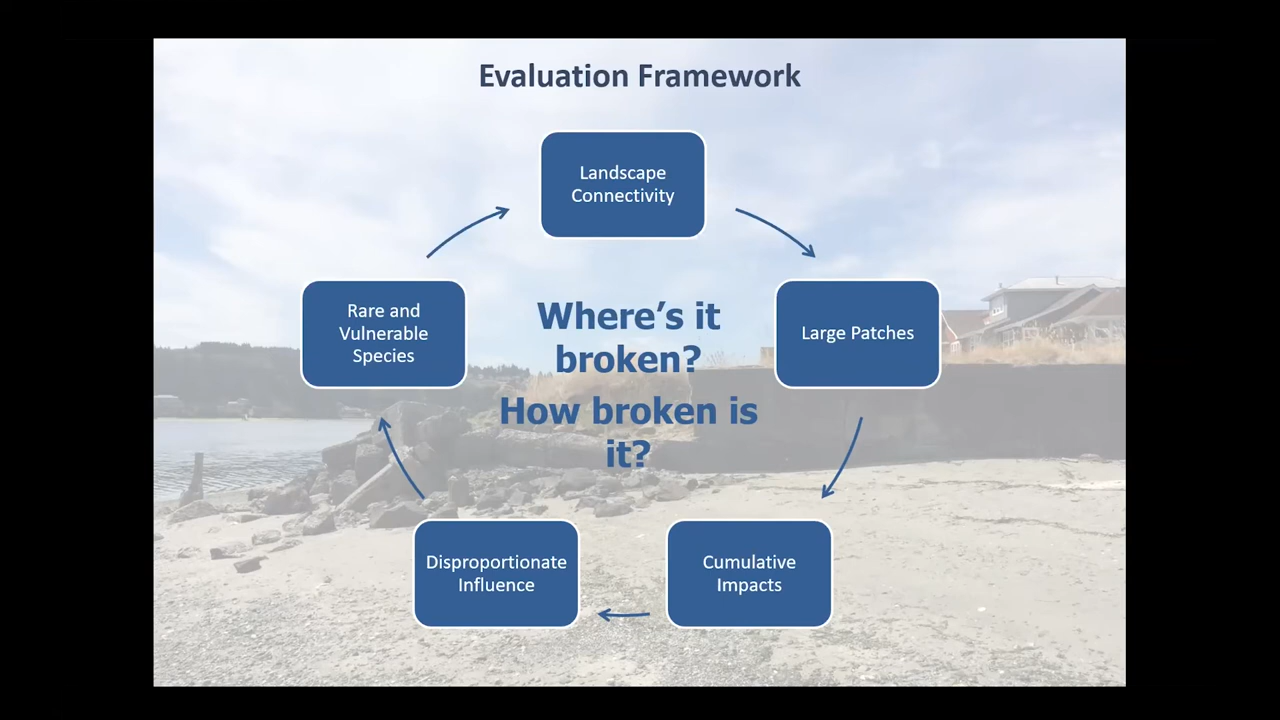 Evaluation Framework
Landscape
Connectivity
Rare and
Vulnerable
Species
Where's it
broken?
How broken is
it?
Large Patches
Disproportionate
Influence
Cumulative
Impacts